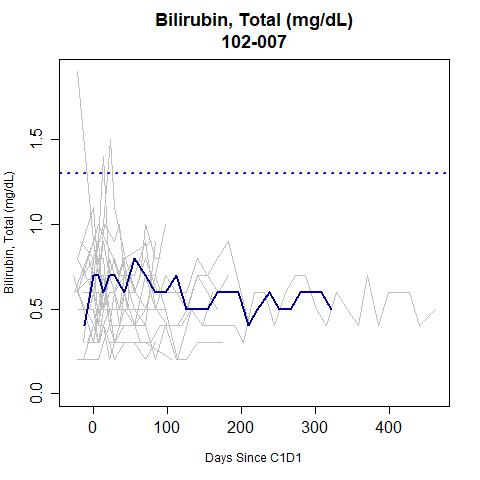 Bilirubin, Total (mg/dL)
102-007
Bilirubin, Total (mg/dL)
1.5
1.0
0.5
0.0
0 100 200 300 400
Days Since C1D1